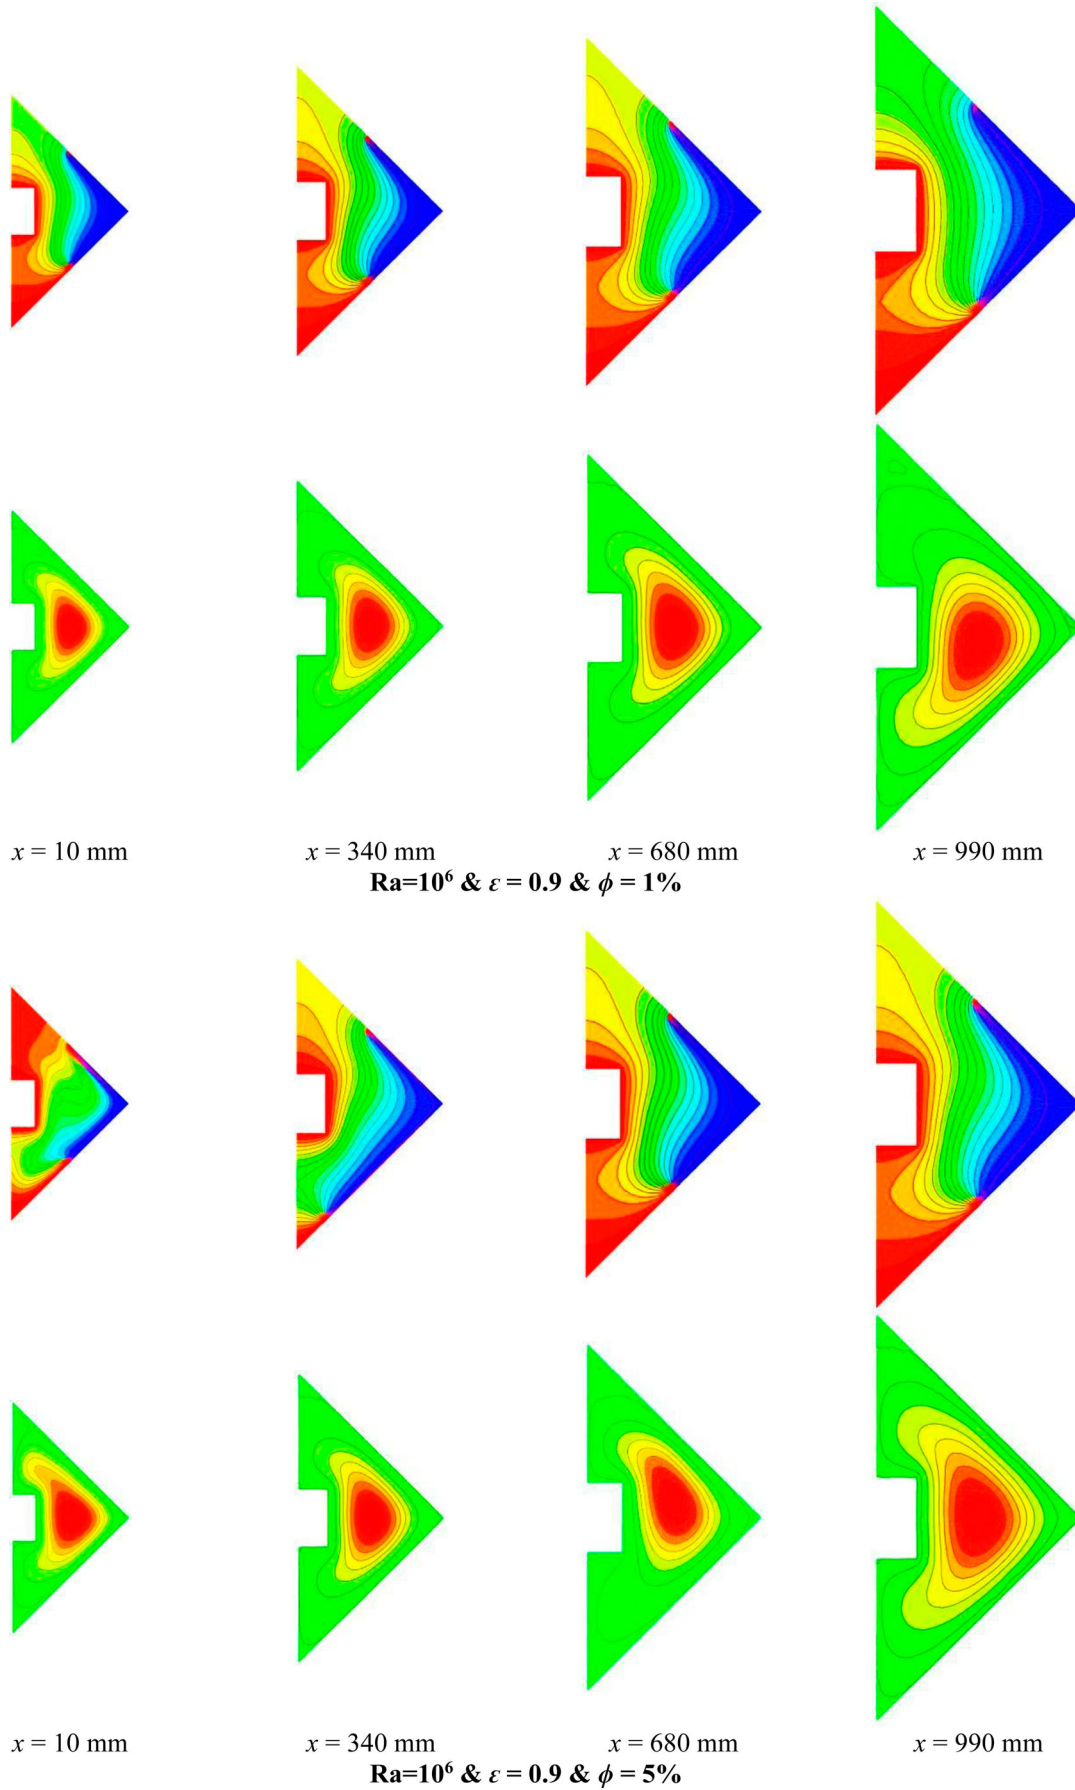 x = 10 mm x = 340 mm x = 680 mm x = 990 mm
Ra=10⁶ & ε = 0.9 & ϕ = 1%
x = 10 mm x = 340 mm x = 680 mm x = 990 mm
Ra=10⁶ & ε = 0.9 & ϕ = 5%